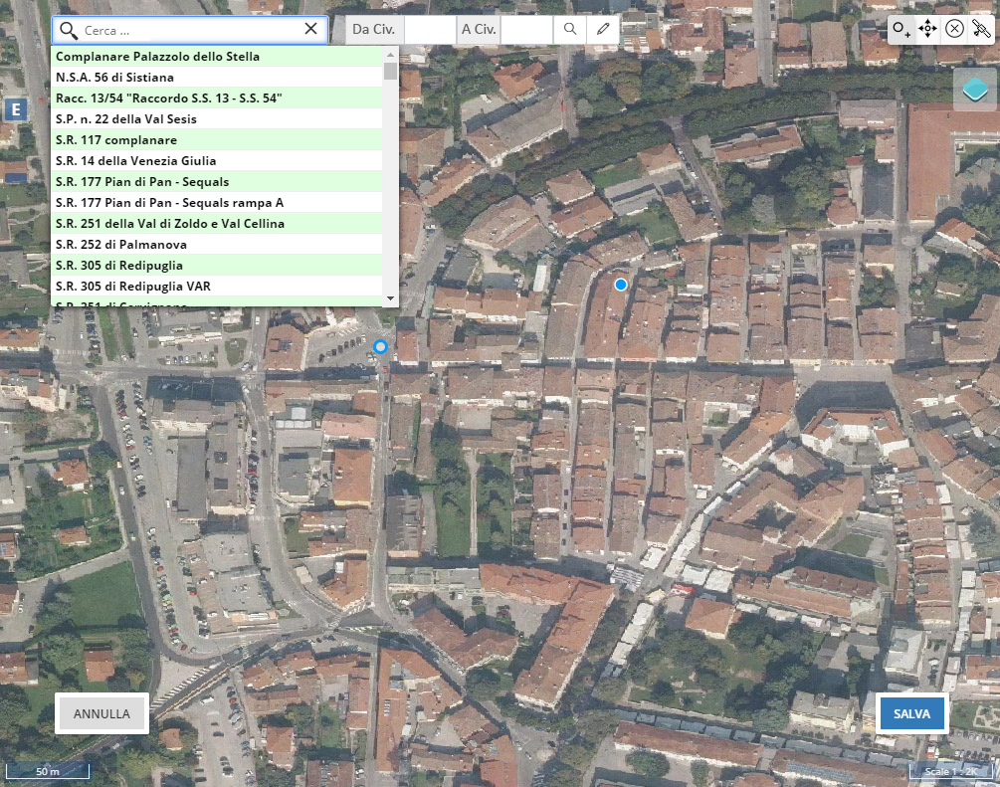 Cerca ...
Da Civ.
A Civ.
Complanare Palazzolo dello Stella
N.S.A. 56 di Sistiana
Racc. 13/54 "Raccordo S.S. 13 - S.S. 54"
E
S.P. n. 22 della Val Sesis
S.R. 117 complanare
S.R. 14 della Venezia Giulia
S.R. 177 Pian di Pan - Sequals
S.R. 177 Pian di Pan - Sequals rampa A
S.R. 251 della Val di Zoldo e Val Cellina
S.R. 252 di Palmanova
S.R. 305 di Redipuglia
S.R. 305 di Redipuglia VAR
ANNULLA
SALVA
50 m
Scale 1 : 2K